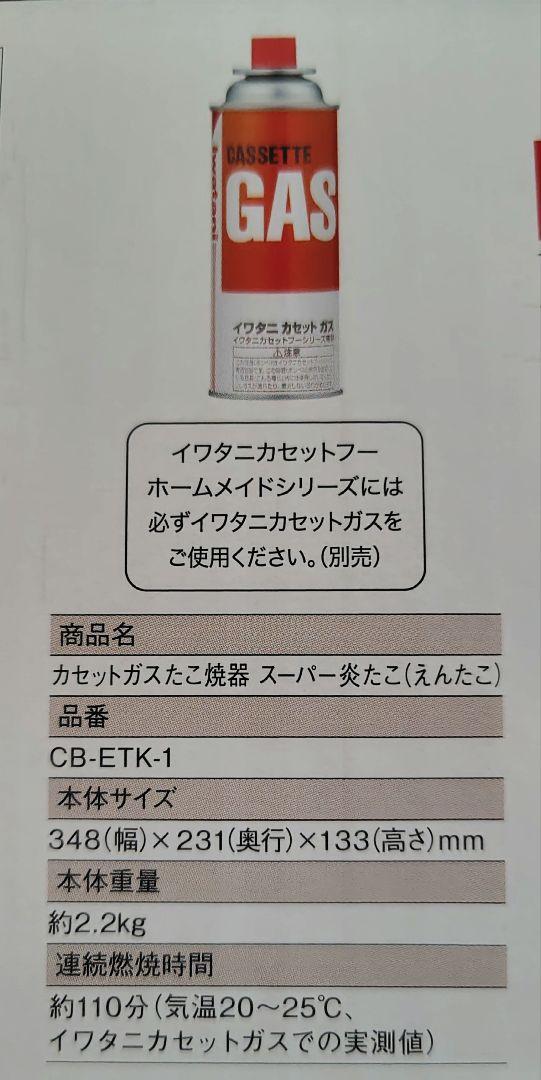 CASSETTE
GAS
Iwatani
イワタニ カセット ガス
イワタニカセットフーシリーズ専用
⚠注意
イワタニカセットフー
ホームメイドシリーズには
必ずイワタニカセットガスを
ご使用ください。(別売)
商品名
カセットガスたこ焼器 スーパー炎たこ(えんたこ)
品番
CB-ETK-1
本体サイズ
348(幅)×231(奥行)×133(高さ)mm
本体重量
約2.2kg
連続燃焼時間
約110分(気温20〜25℃、
イワタニカセットガスでの実測値)